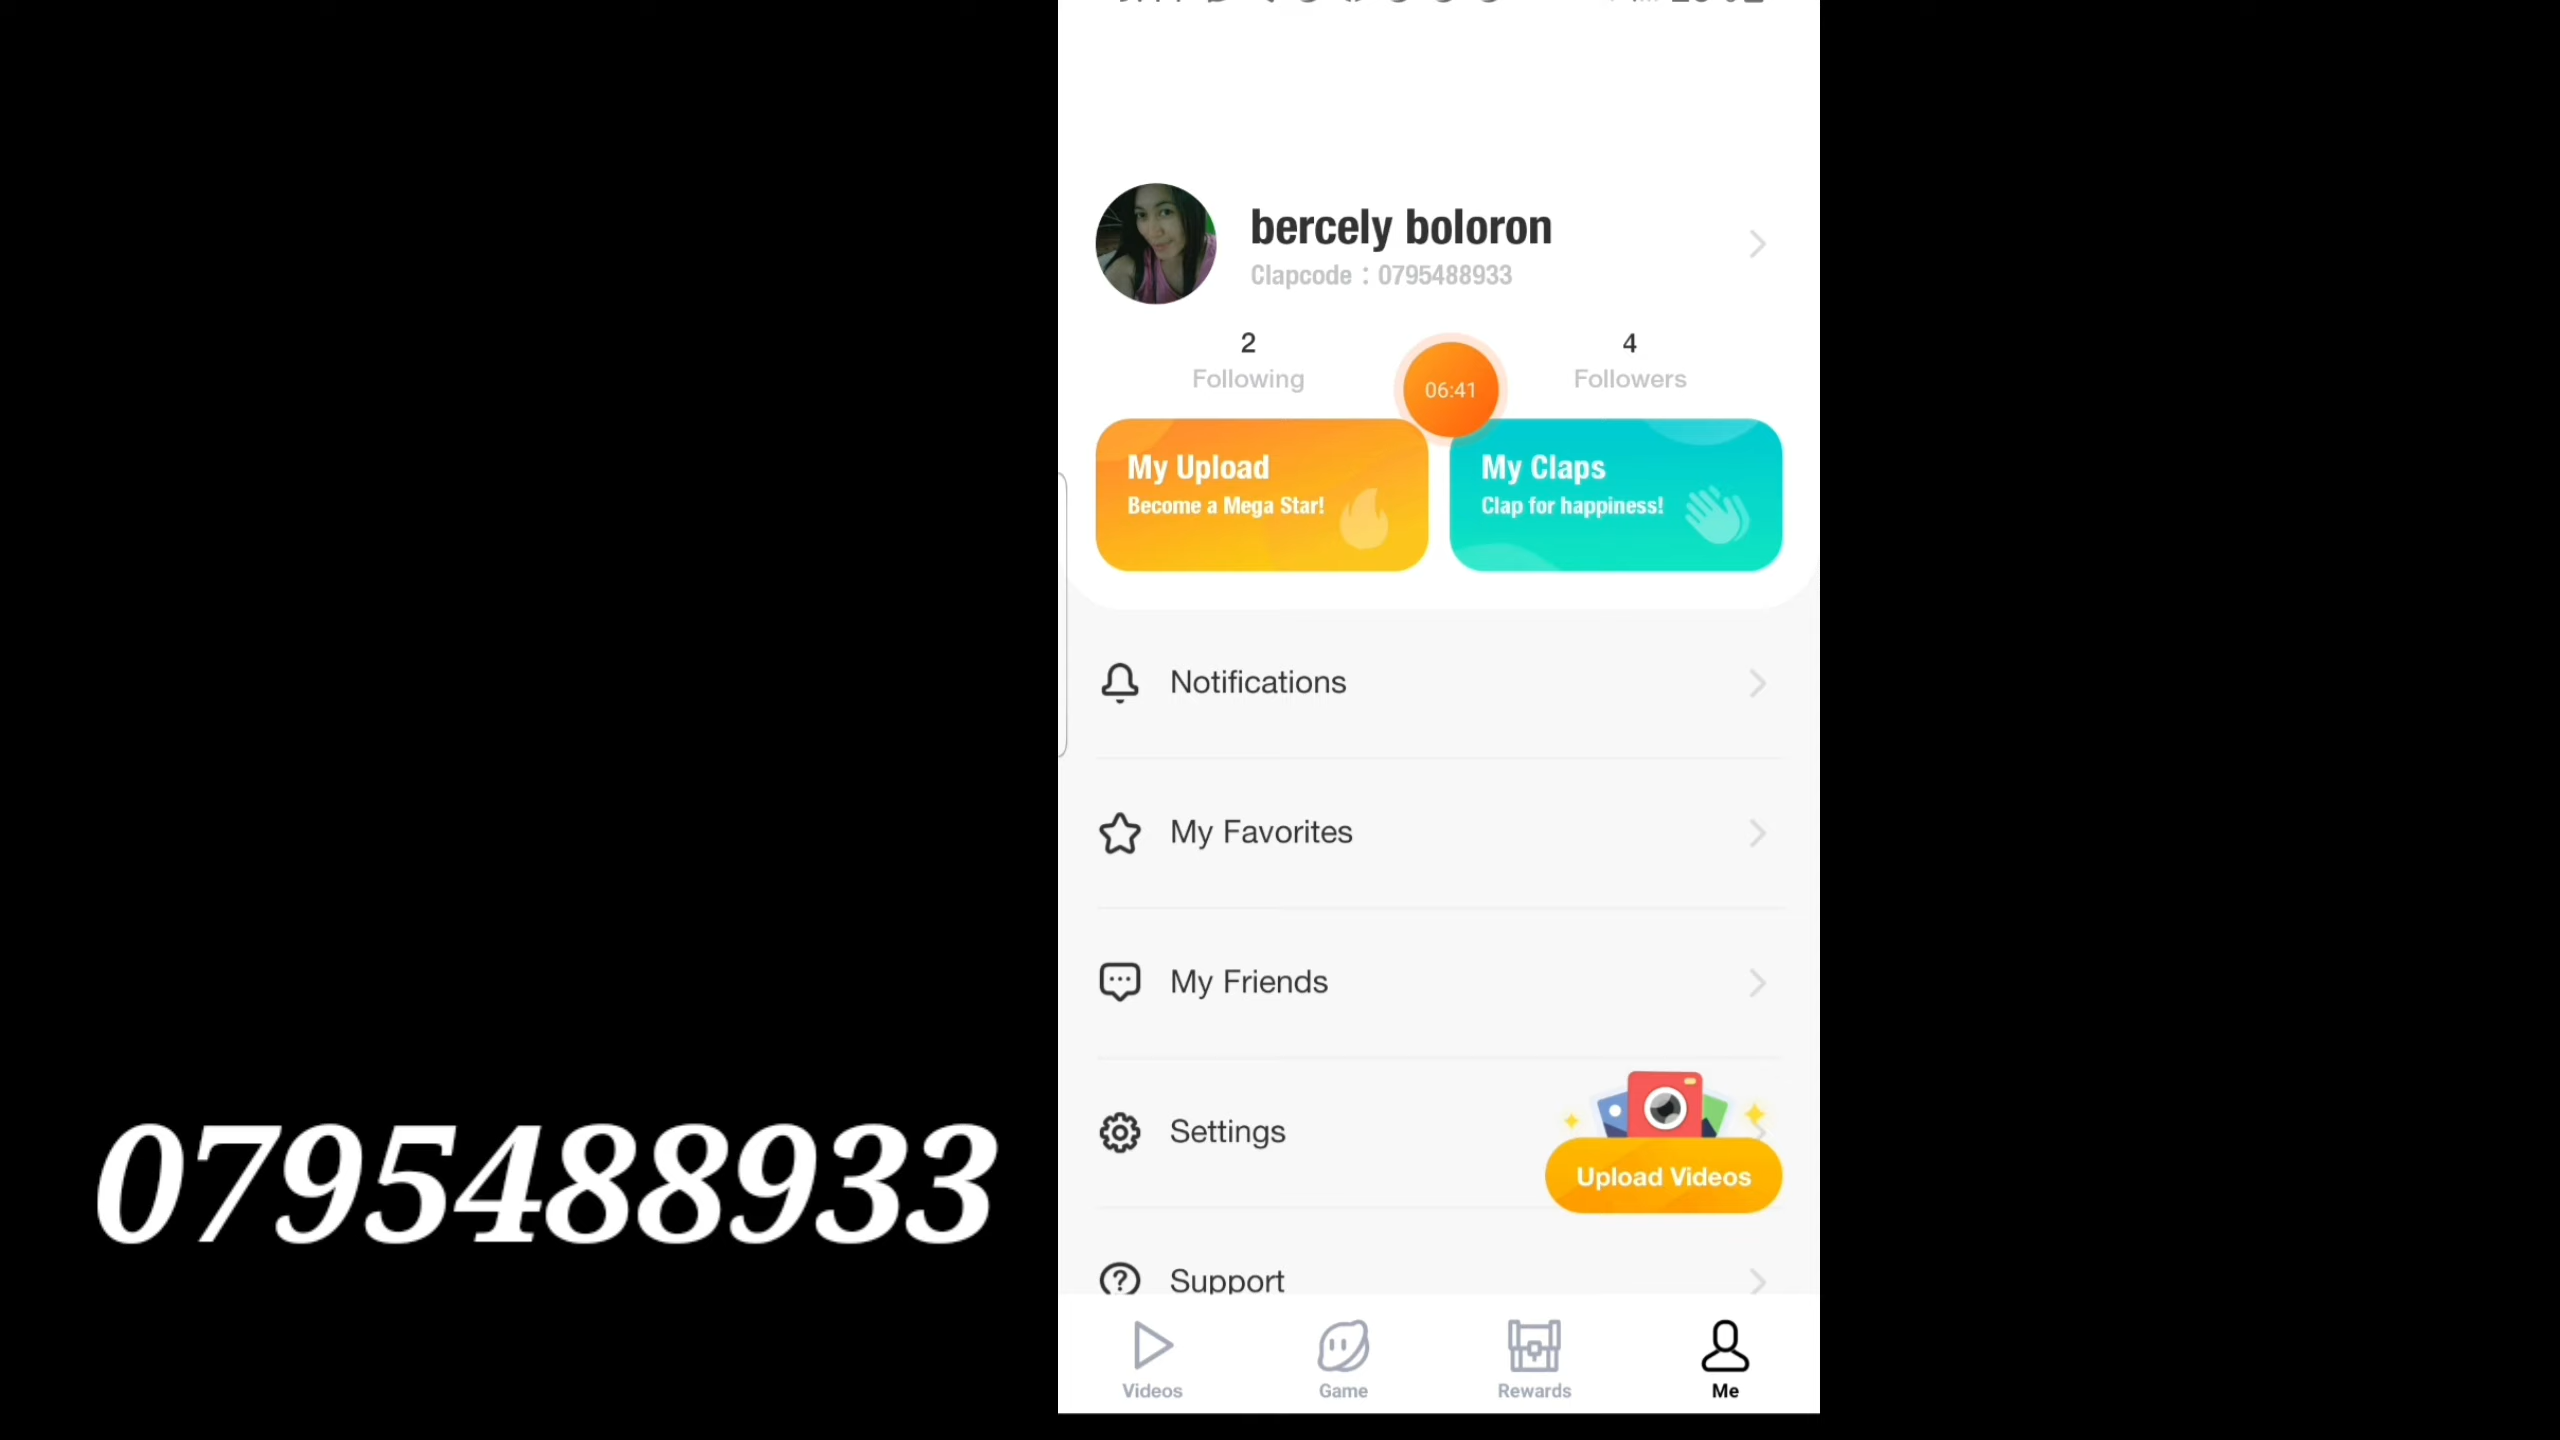 bercely boloron
Clapcode : 0795488933
2
Following
4
Followers
06:41
My Upload
Become a Mega Star!
My Claps
Clap for happiness!
Notifications
My Favorites
My Friends
Settings
Upload Videos
Support
0795488933
Videos
Game
Rewards
Me